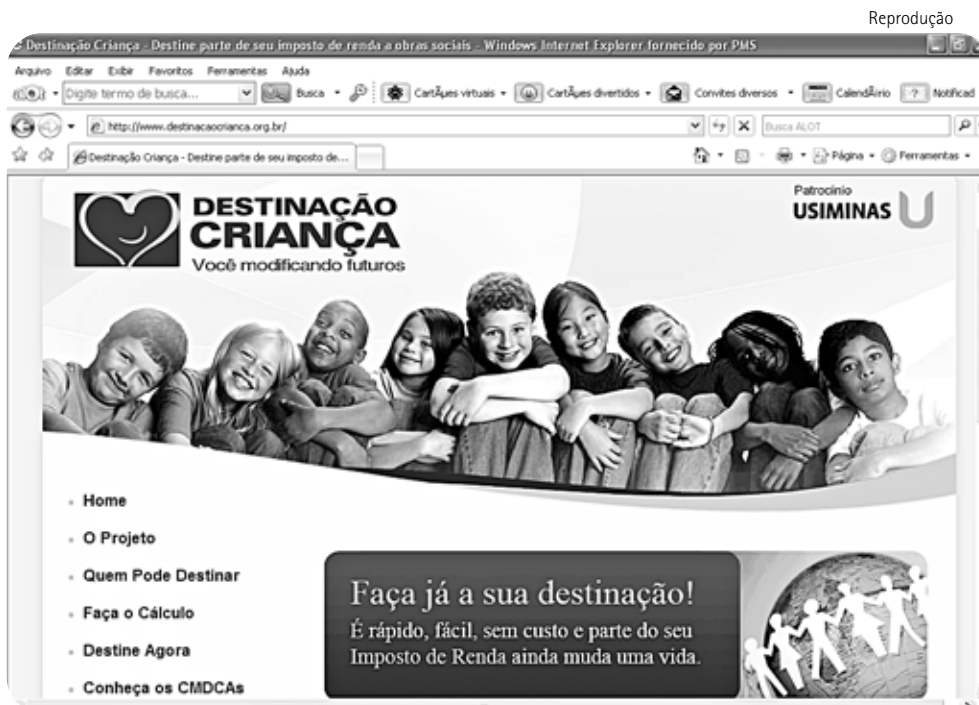 Reprodução
Destinação Criança - Destine parte de seu imposto de renda a obras sociais - Windows Internet Explorer fornecido por PMS
Arquivo Editar Exibir Favoritos Ferramentas Ajuda
Digite termo de busca... Busca CartÃµes virtuais CartÃµes divertidos Convites diversos CalendÃ¡rio Notificad
http://www.destinacaocrianca.org.br/ Busca ALOT
Destinação Criança - Destine parte de seu imposto de... Página Ferramentas
DESTINAÇÃO
CRIANÇA
Você modificando futuros
Patrocínio
USIMINAS
Home
O Projeto
Quem Pode Destinar
Faça o Cálculo
Destine Agora
Conheça os CMDCAs
Faça já a sua destinação!
É rápido, fácil, sem custo e parte do seu
Imposto de Renda ainda muda uma vida.